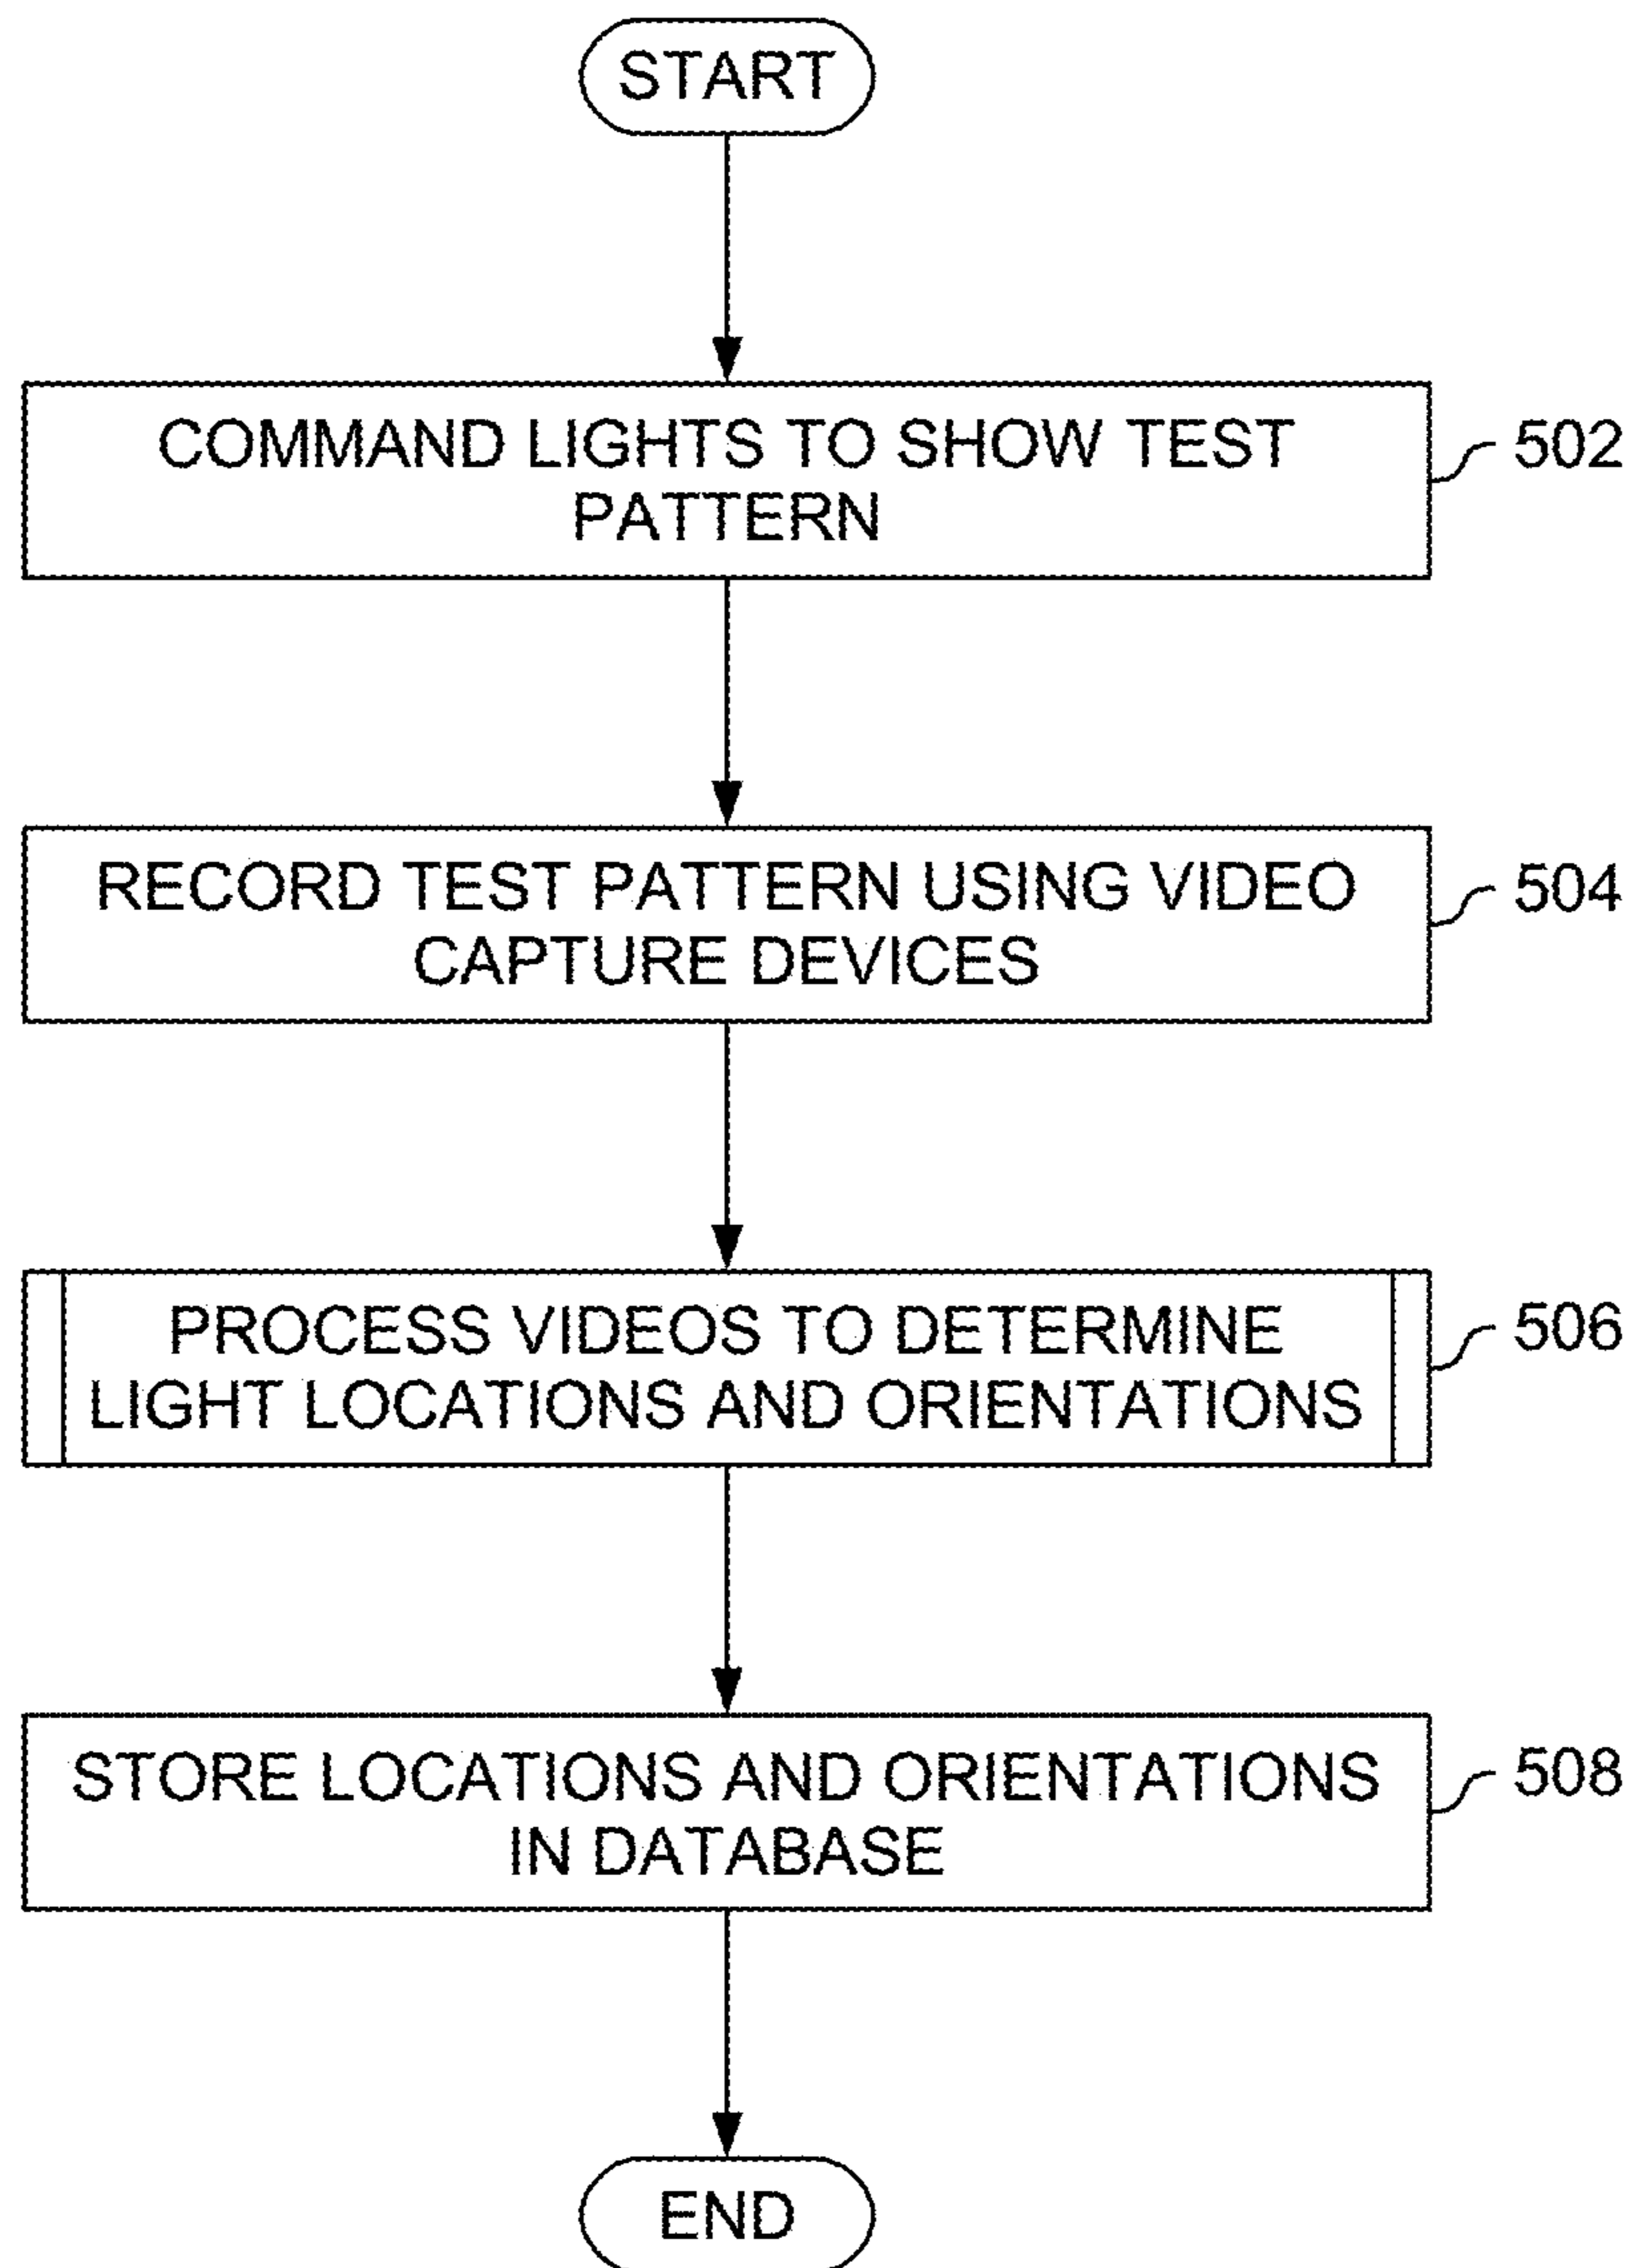 START
COMMAND LIGHTS TO SHOW TEST
PATTERN
502
RECORD TEST PATTERN USING VIDEO
CAPTURE DEVICES
504
PROCESS VIDEOS TO DETERMINE
LIGHT LOCATIONS AND ORIENTATIONS
506
STORE LOCATIONS AND ORIENTATIONS
IN DATABASE
508
END